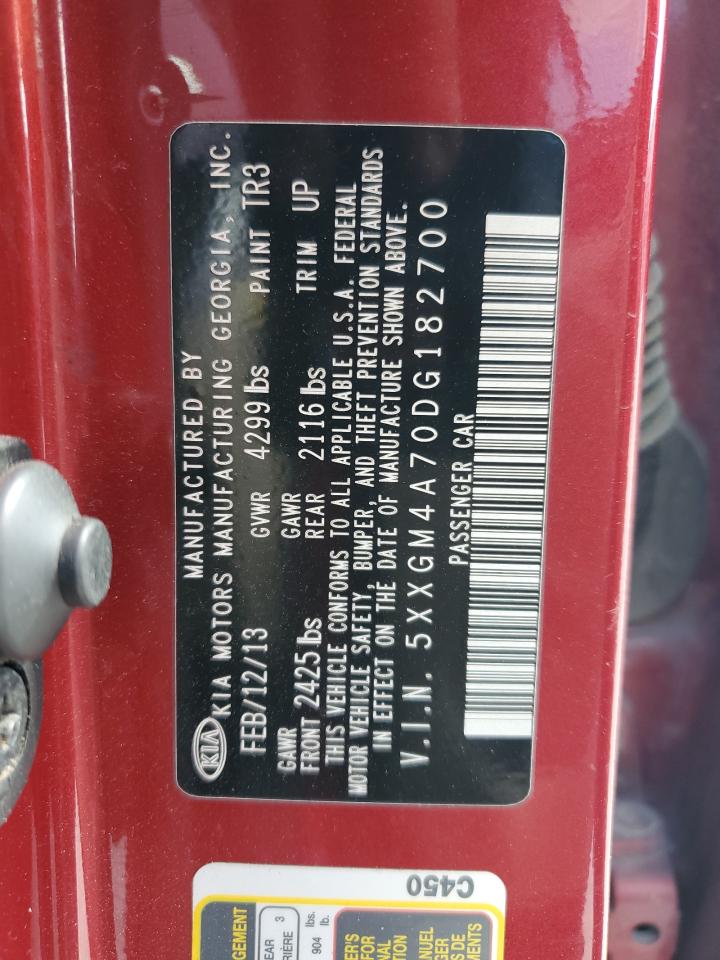 MANUFACTURED BY
KIA KIA MOTORS MANUFACTURING GEORGIA, INC.
FEB/12/13 GVWR 4299 lbs PAINT TR3
GAWR FRONT 2425 lbs GAWR REAR 2116 lbs TRIM UP
THIS VEHICLE CONFORMS TO ALL APPLICABLE U.S.A. FEDERAL
MOTOR VEHICLE SAFETY, BUMPER, AND THEFT PREVENTION STANDARDS
IN EFFECT ON THE DATE OF MANUFACTURE SHOWN ABOVE.
V.I.N. 5XXGM4A70DG182700
PASSENGER CAR
C450